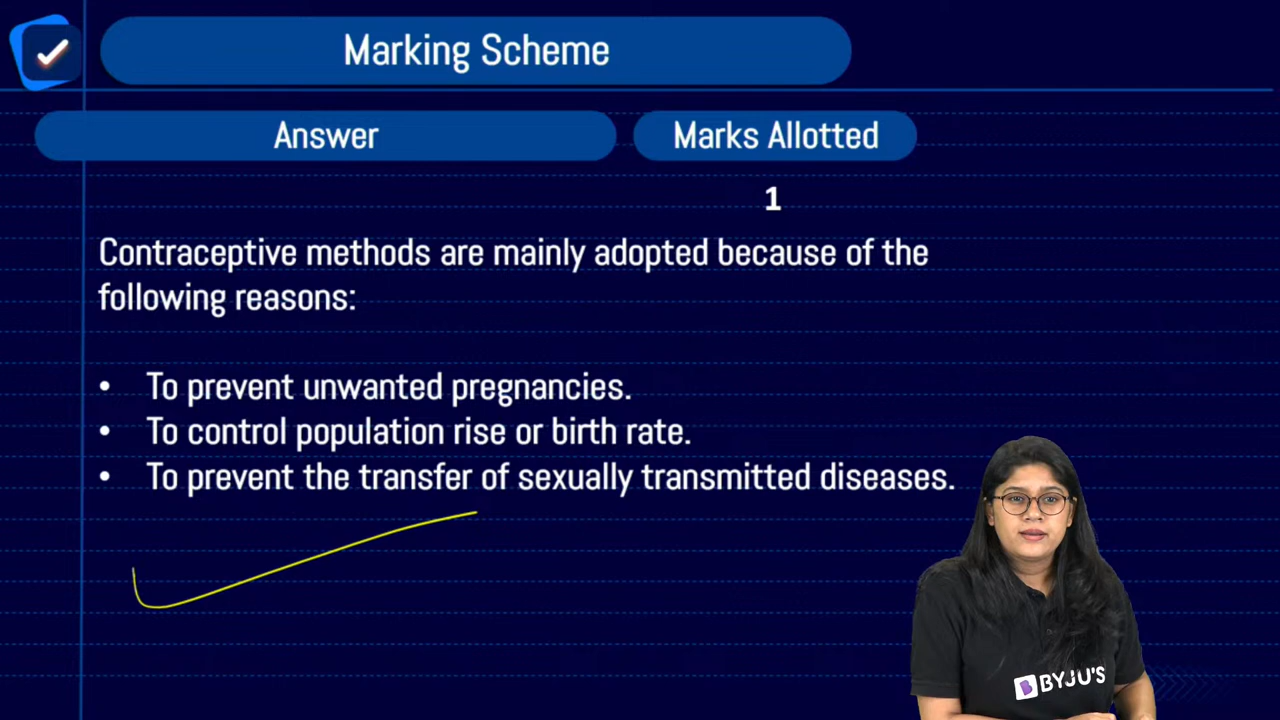 Marking Scheme
Answer
Marks Allotted
1
Contraceptive methods are mainly adopted because of the
following reasons:
• To prevent unwanted pregnancies.
• To control population rise or birth rate.
• To prevent the transfer of sexually transmitted diseases.
BYJU'S